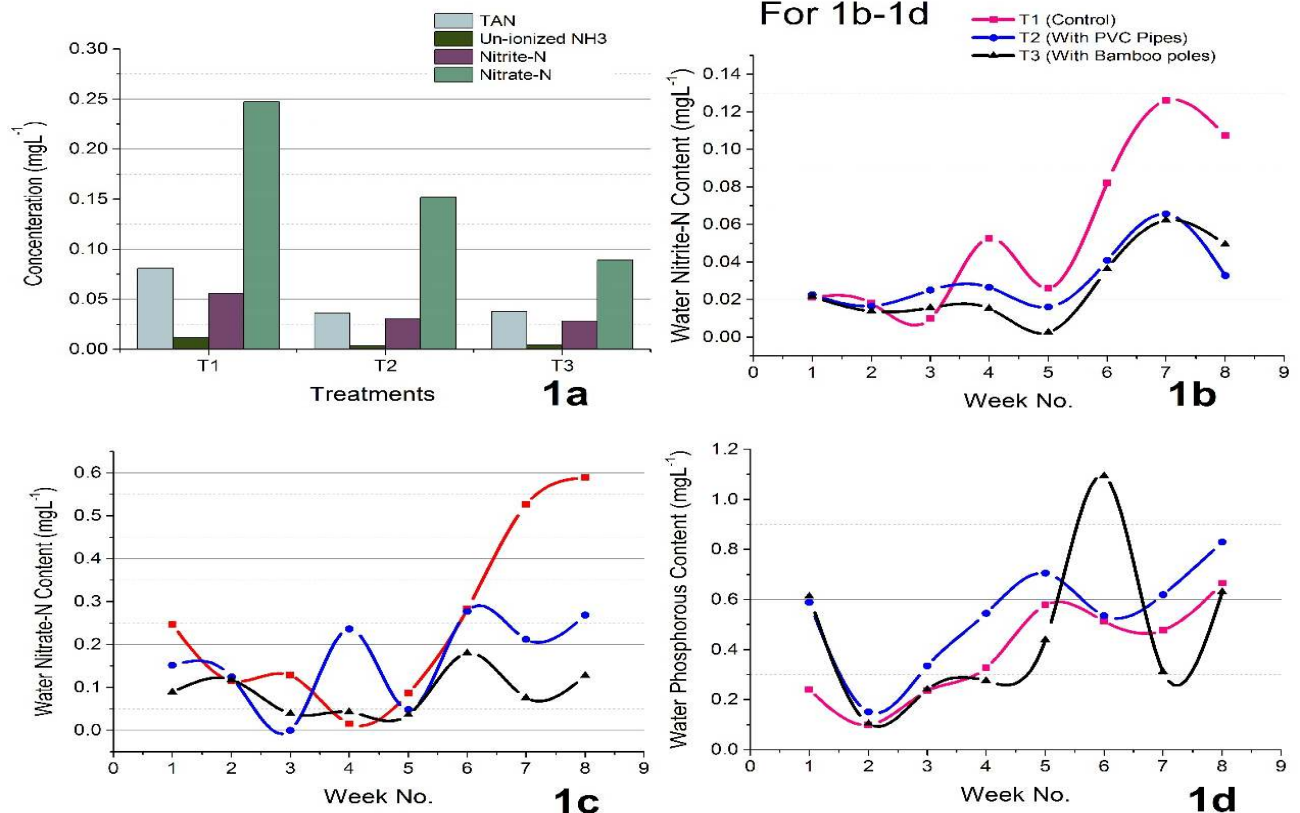 TAN
Un-ionized NH3
Nitrite-N
Nitrate-N
0.30
0.25
0.20
0.15
0.10
0.05
0.00
Concenteration (mgL-1)
T1
T2
T3
Treatments
1a
For 1b-1d
T1 (Control)
T2 (With PVC Pipes)
T3 (With Bamboo poles)
0.14
0.12
0.10
0.08
0.06
0.04
0.02
0.00
Water Nitrite-N Content (mgL-1)
0 1 2 3 4 5 6 7 8 9
Week No.
1b
0.6
0.5
0.4
0.3
0.2
0.1
0.0
Water Nitrate-N Content (mgL-1)
0 1 2 3 4 5 6 7 8 9
Week No.
1c
1.2
1.0
0.8
0.6
0.4
0.2
0.0
Water Phosphorous Content (mgL-1)
0 1 2 3 4 5 6 7 8 9
Week No.
1d